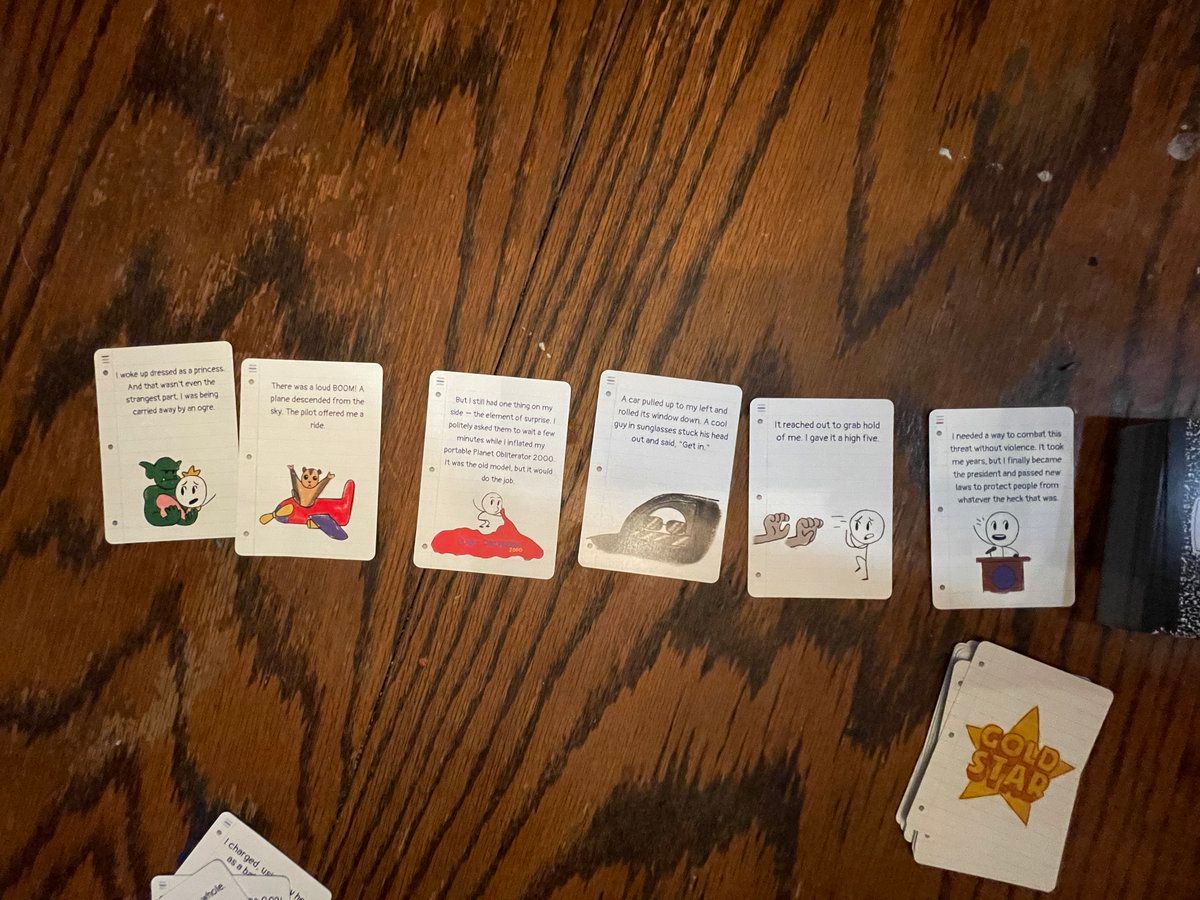 I woke up dressed as a princess.
And that wasn't even the
strangest part. I was being
carried away by an ogre.
There was a loud BOOM! A
plane descended from the
sky. The pilot offered me a
ride.
But I still had one thing on my
side — the element of surprise. I
politely asked them to wait a few
minutes while I inflated my
portable Planet Obliterator 2000.
It was the old model, but it would
do the job.
2000
A car pulled up to my left and
rolled its window down. A cool
guy in sunglasses stuck his head
out and said, "Get in."
It reached out to grab hold
of me. I gave it a high five.
I needed a way to combat this
threat without violence. It took
me years, but I finally became
the president and passed new
laws to protect people from
whatever the heck that was.
GOLD
STAR
I charged,
as a
whole